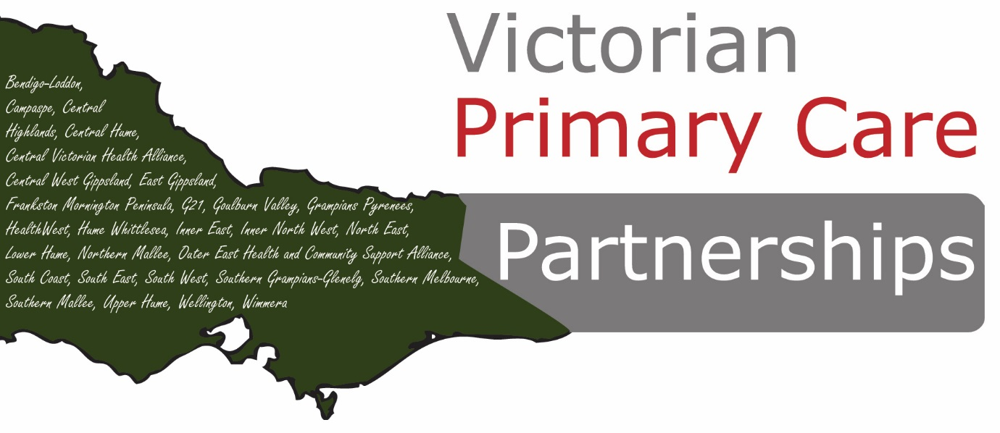 Victorian
Primary Care
Partnerships
Bendigo-Loddon,
Campaspe, Central
Highlands, Central Hume,
Central Victorian Health Alliance,
Central West Gippsland, East Gippsland,
Frankston Mornington Peninsula, G21, Goulburn Valley, Grampians Pyrenees,
HealthWest, Hume Whittlesea, Inner East, Inner North West, North East,
Lower Hume, Northern Mallee, Outer East Health and Community Support Alliance,
South Coast, South East, South West, Southern Grampians-Glenelg, Southern Melbourne,
Southern Mallee, Upper Hume, Wellington, Wimmera